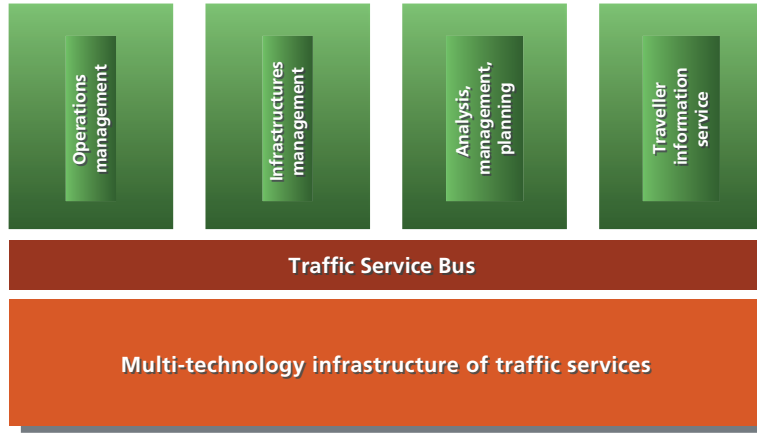 Operations
management
Infrastructures
management
Analysis,
management,
planning
Traveller
information
service
Traffic Service Bus
Multi-technology infrastructure of traffic services